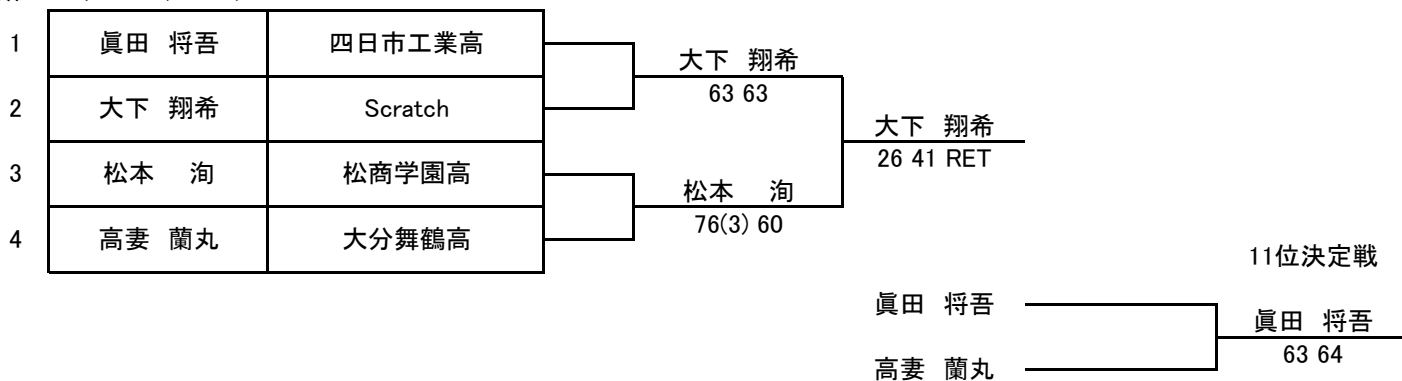 1 眞田 将吾 四日市工業高
大下 翔希
63 63
2 大下 翔希 Scratch
大下 翔希
26 41 RET
3 松本 洵 松商学園高
松本 洵
76(3) 60
4 高妻 蘭丸 大分舞鶴高
11位決定戦
眞田 将吾
眞田 将吾
63 64
高妻 蘭丸